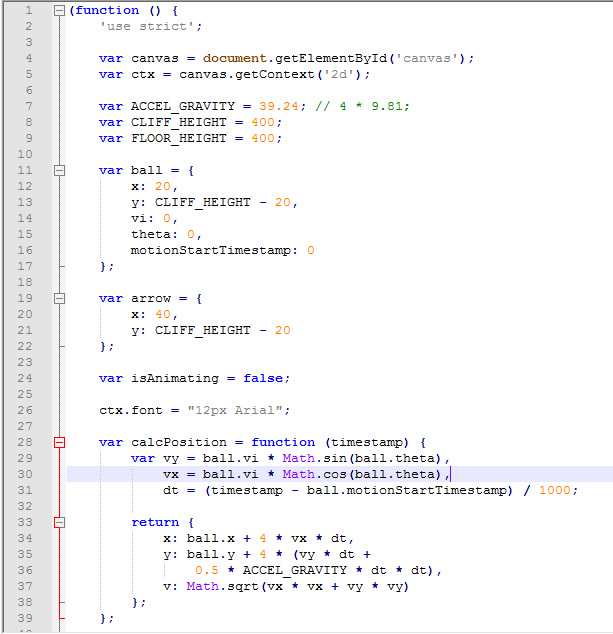 1 (function () {
2 'use strict';
3
4 var canvas = document.getElementById('canvas');
5 var ctx = canvas.getContext('2d');
6
7 var ACCEL_GRAVITY = 39.24; // 4 * 9.81;
8 var CLIFF_HEIGHT = 400;
9 var FLOOR_HEIGHT = 400;
10
11 var ball = {
12 x: 20,
13 y: CLIFF_HEIGHT - 20,
14 vi: 0,
15 theta: 0,
16 motionStartTimestamp: 0
17 };
18
19 var arrow = {
20 x: 40,
21 y: CLIFF_HEIGHT - 20
22 };
23
24 var isAnimating = false;
25
26 ctx.font = "12px Arial";
27
28 var calcPosition = function (timestamp) {
29 var vy = ball.vi * Math.sin(ball.theta),
30 vx = ball.vi * Math.cos(ball.theta),
31 dt = (timestamp - ball.motionStartTimestamp) / 1000;
32
33 return {
34 x: ball.x + 4 * vx * dt,
35 y: ball.y + 4 * (vy * dt +
36 0.5 * ACCEL_GRAVITY * dt * dt),
37 v: Math.sqrt(vx * vx + vy * vy)
38 };
39 };